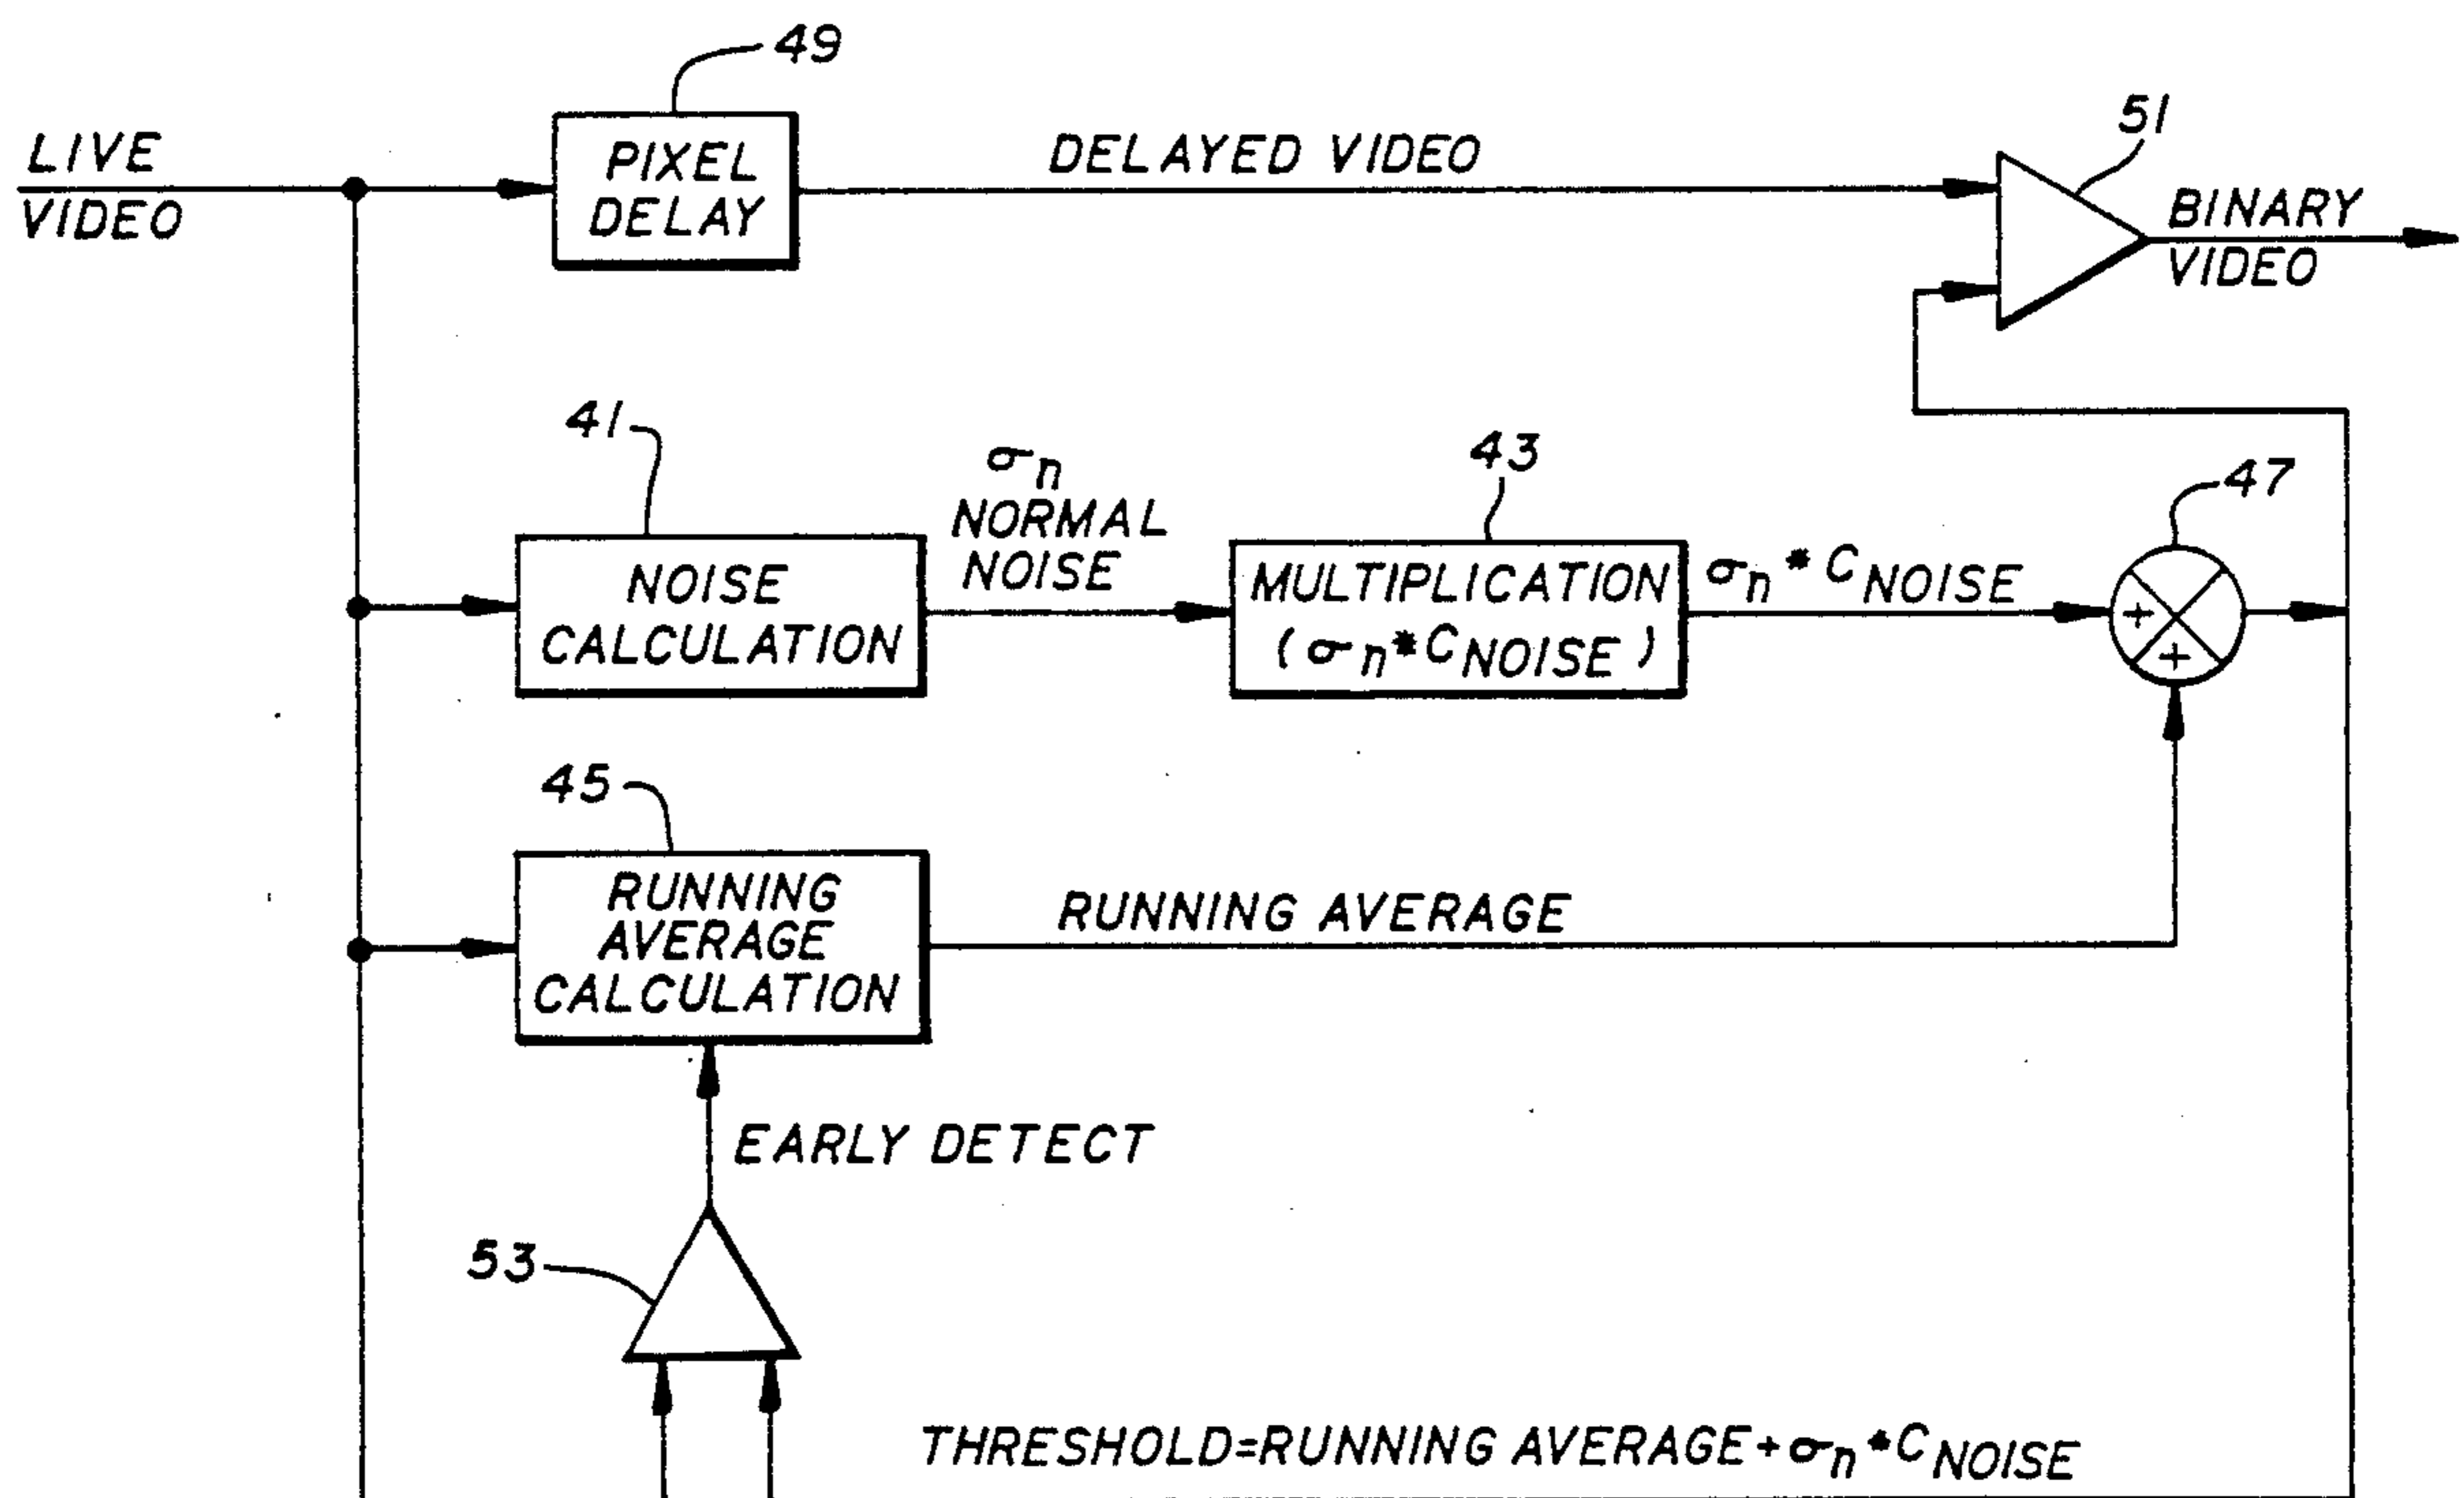 49
LIVE
VIDEO
PIXEL
DELAY
DELAYED VIDEO
51
BINARY
VIDEO
41
σn
NORMAL
NOISE
43
47
NOISE
CALCULATION
MULTIPLICATION
(σn*CNOISE)
σn*CNOISE
+
+
45
RUNNING
AVERAGE
CALCULATION
RUNNING AVERAGE
EARLY DETECT
53
THRESHOLD=RUNNING AVERAGE+σn*CNOISE